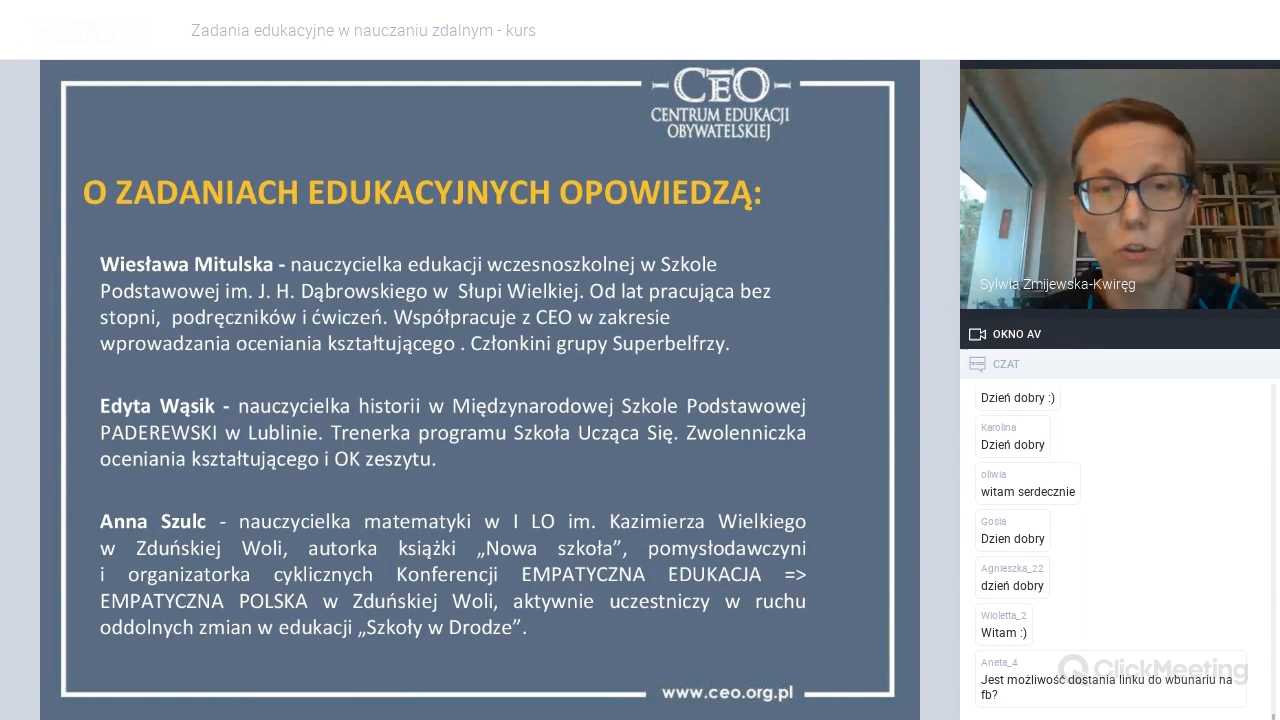 Zadania edukacyjne w nauczaniu zdalnym - kurs
CEO
CENTRUM EDUKACJI
OBYWATELSKIEJ
O ZADANIACH EDUKACYJNYCH OPOWIEDZĄ:
Wiesława Mitulska - nauczycielka edukacji wczesnoszkolnej w Szkole
Podstawowej im. J. H. Dąbrowskiego w Słupi Wielkiej. Od lat pracująca bez
stopni, podręczników i ćwiczeń. Współpracuje z CEO w zakresie
wprowadzania oceniania kształtującego . Członkini grupy Superbelfrzy.
Edyta Wąsik - nauczycielka historii w Międzynarodowej Szkole Podstawowej
PADEREWSKI w Lublinie. Trenerka programu Szkoła Ucząca Się. Zwolenniczka
oceniania kształtującego i OK zeszytu.
Anna Szulc - nauczycielka matematyki w I LO im. Kazimierza Wielkiego
w Zduńskiej Woli, autorka książki „Nowa szkoła”, pomysłodawczyni
i organizatorka cyklicznych Konferencji EMPATYCZNA EDUKACJA =>
EMPATYCZNA POLSKA w Zduńskiej Woli, aktywnie uczestniczy w ruchu
oddolnych zmian w edukacji „Szkoły w Drodze”.
www.ceo.org.pl
Sylwia Żmijewska-Kwiręg
OKNO AV
CZAT
Dzień dobry :)
Karolina
Dzień dobry
oliwia
witam serdecznie
Gosia
Dzien dobry
Agnieszka_22
dzień dobry
Wioletta_2
Witam :)
Aneta_4
ClickMeeting
Jest możliwość dostania linku do wbunariu na
fb?